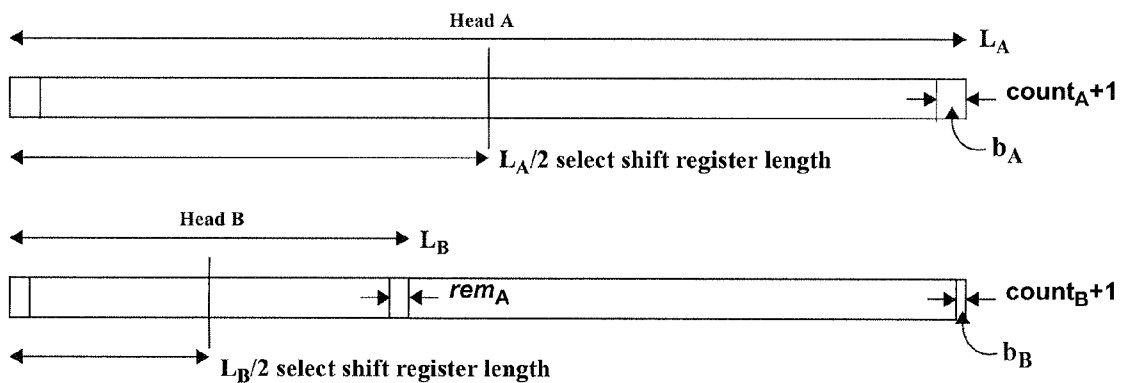 Head A
L_A
count_A+1
b_A
L_A/2 select shift register length
Head B
L_B
rem_A
count_B+1
b_B
L_B/2 select shift register length